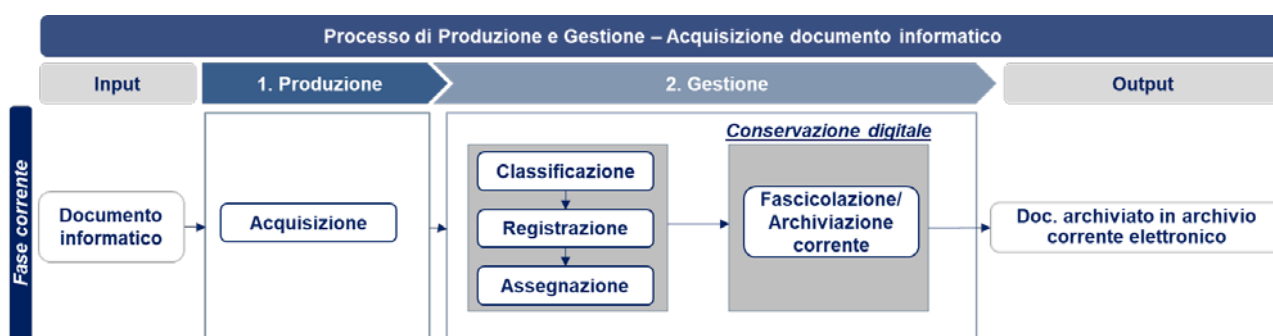 Processo di Produzione e Gestione – Acquisizione documento informatico
Input
1. Produzione
2. Gestione
Output
Fase corrente
Documento
informatico
Acquisizione
Classificazione
Registrazione
Assegnazione
Conservazione digitale
Fascicolazione/
Archiviazione
corrente
Doc. archiviato in archivio
corrente elettronico